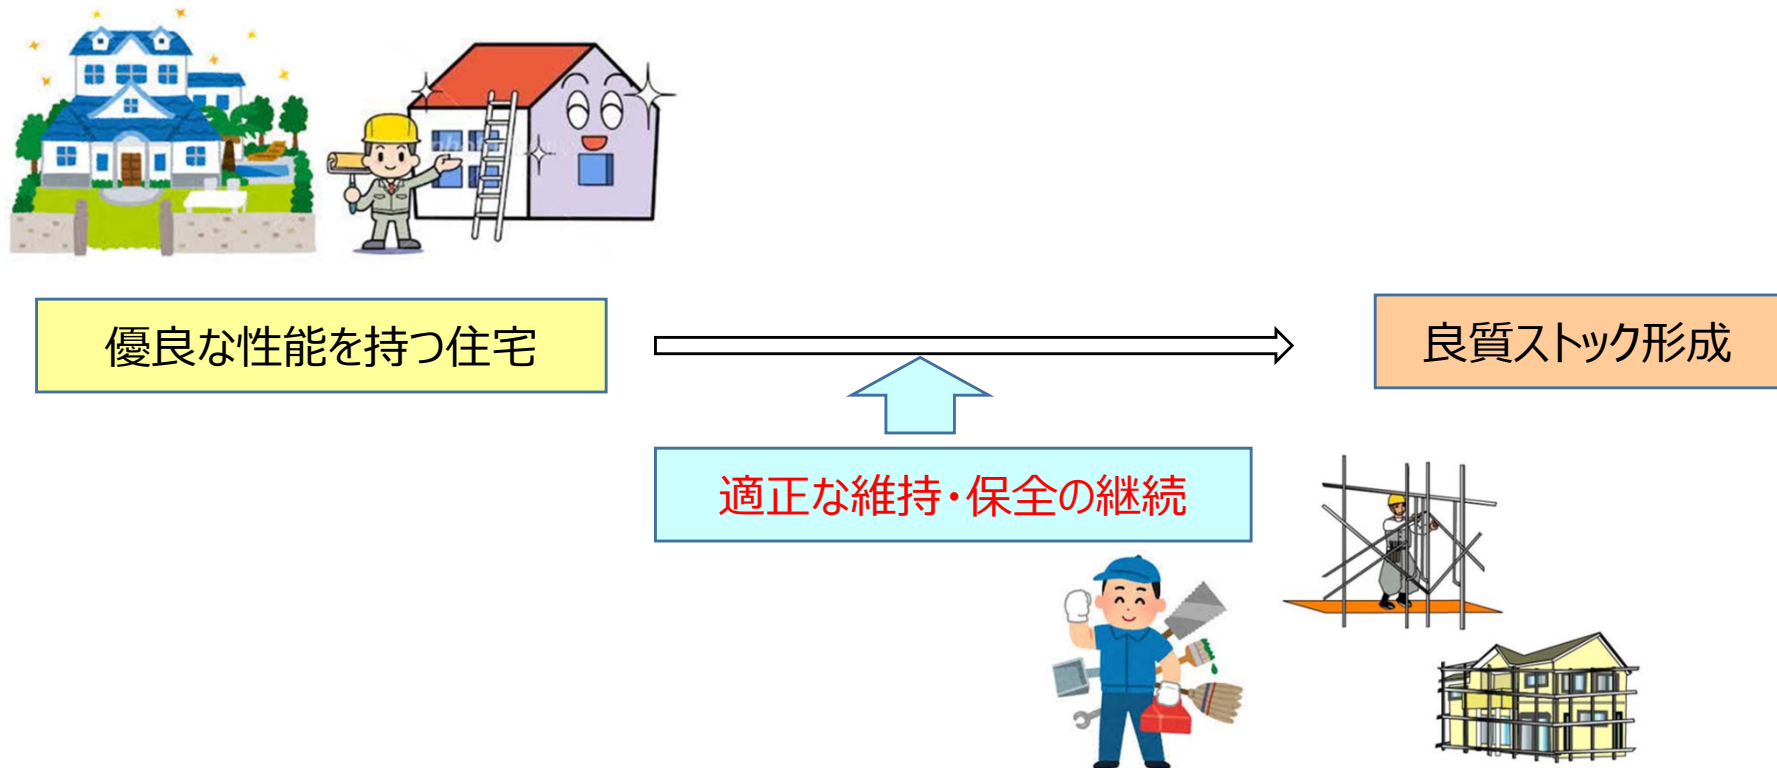 優良な性能を持つ住宅
良質ストック形成
適正な維持・保全の継続